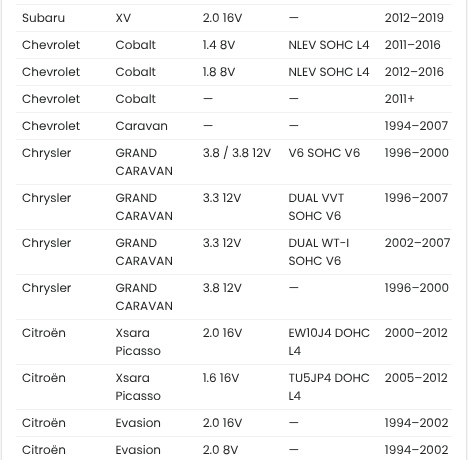 Subaru XV 2.0 16V — — 2012–2019
Chevrolet Cobalt 1.4 8V NLEV SOHC L4 2011–2016
Chevrolet Cobalt 1.8 8V NLEV SOHC L4 2012–2016
Chevrolet Cobalt — — 2011+
Chevrolet Caravan — — 1994–2007
Chrysler GRAND 3.8 / 3.8 12V V6 SOHC V6 1996–2000
CARAVAN
Chrysler GRAND 3.3 12V DUAL VVT 1996–2007
CARAVAN SOHC V6
Chrysler GRAND 3.3 12V DUAL WT-I 2002–2007
CARAVAN SOHC V6
Chrysler GRAND 3.8 12V — 1996–2000
CARAVAN
Citroën Xsara 2.0 16V EW10J4 DOHC 2000–2012
Picasso L4
Citroën Xsara 1.6 16V TU5JP4 DOHC 2005–2012
Picasso L4
Citroën Evasion 2.0 16V — 1994–2002
Citroën Evasion 2.0 8V — 1994–2002